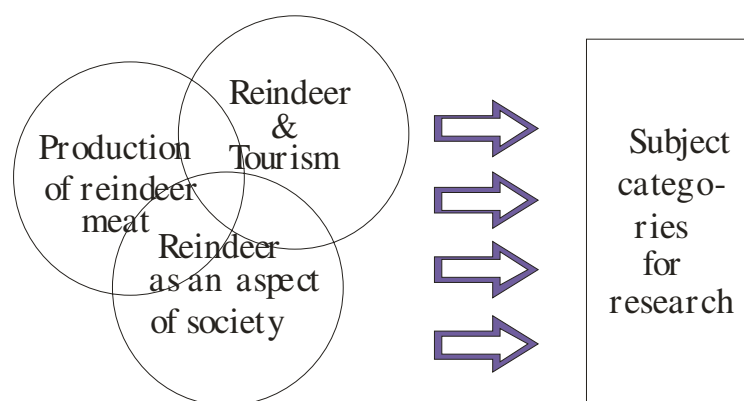 Production
of reindeer
meat
Reindeer
&
Tourism
Reindeer
as an aspect
of society
Subject
catego-
ries
for
research